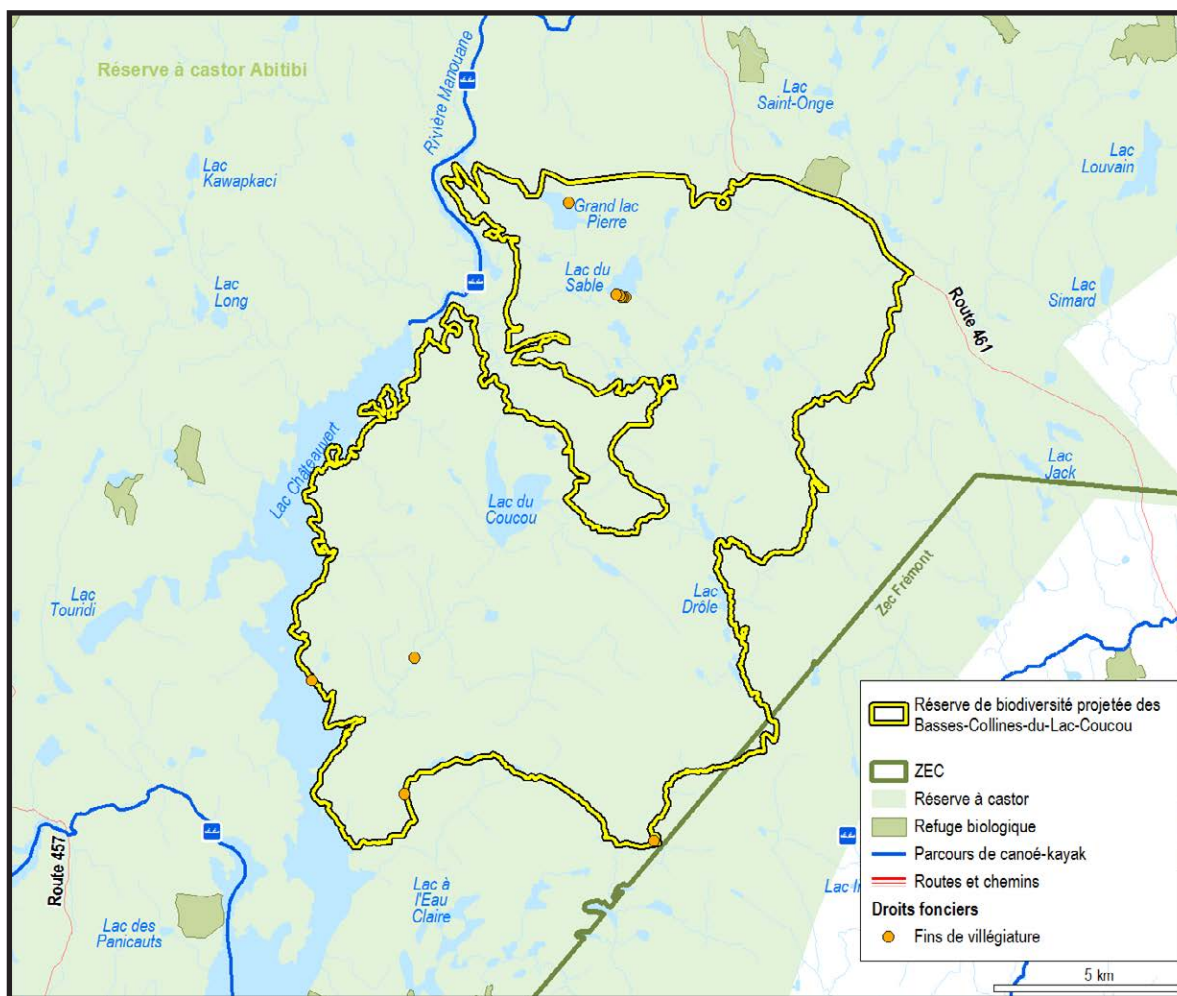 Réserve à castor Abitibi
Rivière Manouane
Lac
Saint-Onge
Lac
Kawapkaci
Lac
Louvain
Grand lac
Pierre
Lac
Long
Lac du
Sable
Lac
Simard
Route 461
Lac Châteauvert
Lac
Jack
Lac du
Coucou
Lac
Touridi
Lac
Drôle
Zec Frémont
Route 457
Lac à
l'Eau
Claire
Lac des
Panicauts
Réserve de biodiversité projetée des
Basses-Collines-du-Lac-Coucou
ZEC
Réserve à castor
Refuge biologique
Parcours de canoé-kayak
Routes et chemins
Droits fonciers
Fins de villégiature
5 km